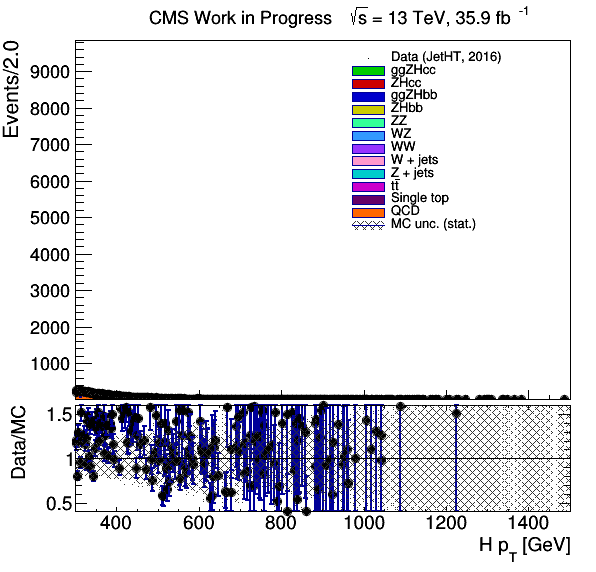 CMS Work in Progress √s = 13 TeV, 35.9 fb⁻¹
Events/2.0
9000
8000
7000
6000
5000
4000
3000
2000
1000
Data (JetHT, 2016)
ggZHcc
ZHcc
ggZHbb
ZHbb
ZZ
WZ
WW
W + jets
Z + jets
tt̄
Single top
QCD
MC unc. (stat.)
Data/MC
1.5
1
0.5
400 600 800 1000 1200 1400
H p_T [GeV]